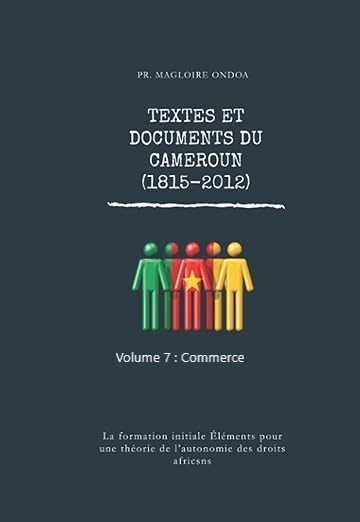 PR. MAGLOIRE ONDOA
TEXTES ET
DOCUMENTS DU
CAMEROUN
(1815-2012)
Volume 7 : Commerce
La formation initiale Éléments pour
une théorie de l'autonomie des droits
africsns